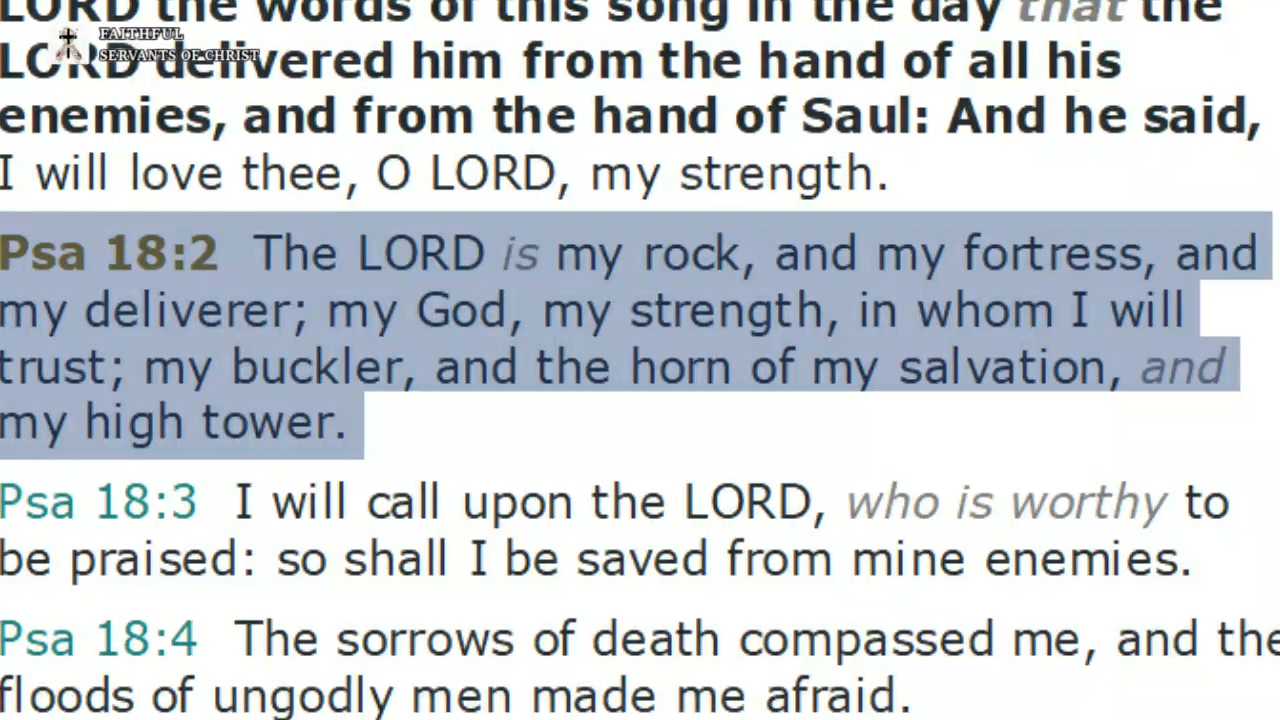 LORD the words of this song in the day that the
FAITHFUL
SERVANTS OF CHRIST
LORD delivered him from the hand of all his
enemies, and from the hand of Saul: And he said,
I will love thee, O LORD, my strength.
Psa 18:2 The LORD is my rock, and my fortress, and
my deliverer; my God, my strength, in whom I will
trust; my buckler, and the horn of my salvation, and
my high tower.
Psa 18:3 I will call upon the LORD, who is worthy to
be praised: so shall I be saved from mine enemies.
Psa 18:4 The sorrows of death compassed me, and the
floods of ungodly men made me afraid.